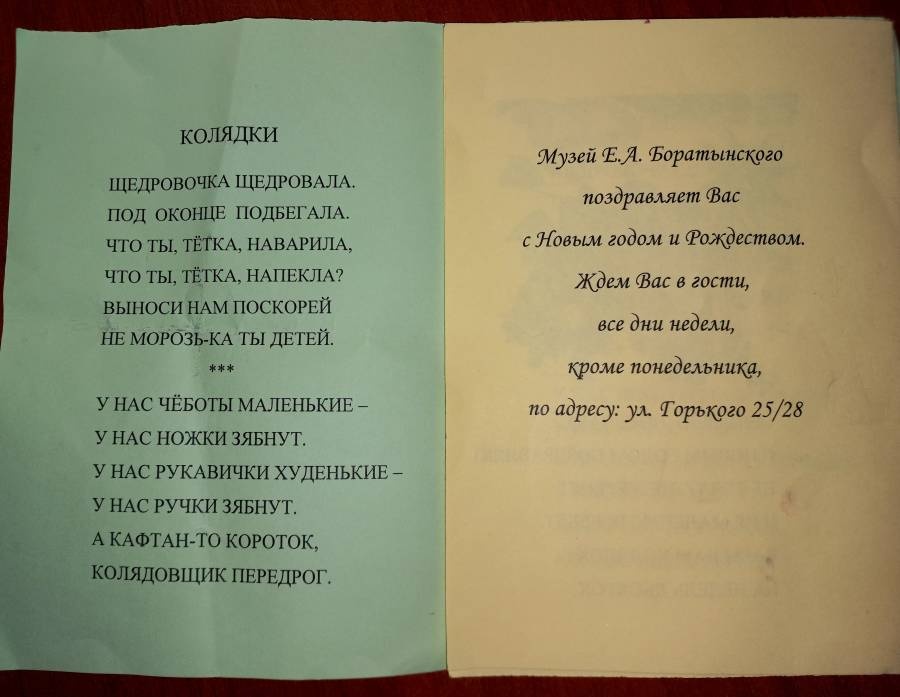 КОЛЯДКИ
ЩЕДРОВОЧКА ЩЕДРОВАЛА.
ПОД ОКОНЦЕ ПОДБЕГАЛА.
ЧТО ТЫ, ТЁТКА, НАВАРИЛА,
ЧТО ТЫ, ТЁТКА, НАПЕКЛА?
ВЫНОСИ НАМ ПОСКОРЕЙ
НЕ МОРОЗЬ-КА ТЫ ДЕТЕЙ.
***
У НАС ЧЁБОТЫ МАЛЕНЬКИЕ –
У НАС НОЖКИ ЗЯБНУТ.
У НАС РУКАВИЧКИ ХУДЕНЬКИЕ –
У НАС РУЧКИ ЗЯБНУТ.
А КАФТАН-ТО КОРОТОК,
КОЛЯДОВЩИК ПЕРЕДРОГ.
Музей Е.А. Боратынского
поздравляет Вас
с Новым годом и Рождеством.
Ждем Вас в гости,
все дни недели,
кроме понедельника,
по адресу: ул. Горького 25/28